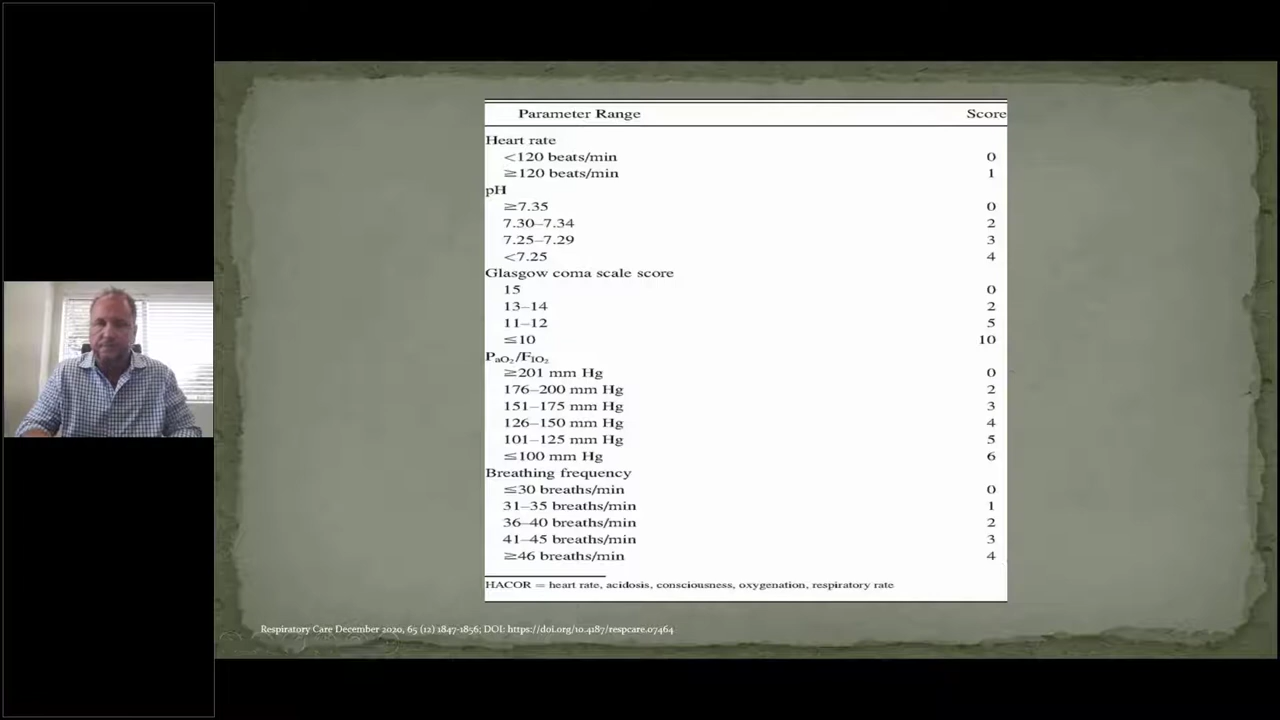 Parameter Range Score
Heart rate
<120 beats/min 0
≥120 beats/min 1
pH
≥7.35 0
7.30–7.34 2
7.25–7.29 3
<7.25 4
Glasgow coma scale score
15 0
13–14 2
11–12 5
≤10 10
PaO2/FIO2
≥201 mm Hg 0
176–200 mm Hg 2
151–175 mm Hg 3
126–150 mm Hg 4
101–125 mm Hg 5
≤100 mm Hg 6
Breathing frequency
≤30 breaths/min 0
31–35 breaths/min 1
36–40 breaths/min 2
41–45 breaths/min 3
≥46 breaths/min 4
HACOR = heart rate, acidosis, consciousness, oxygenation, respiratory rate
Respiratory Care December 2020, 65 (12) 1847-1856; DOI: https://doi.org/10.4187/respcare.07464